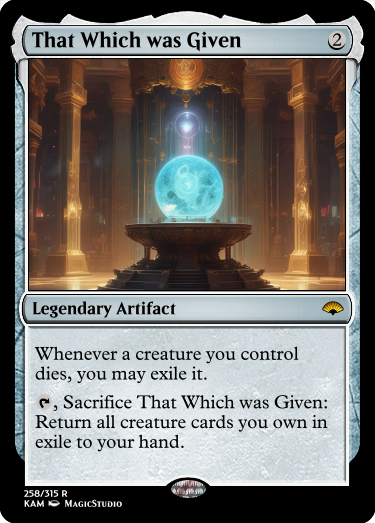 That Which was Given
2
Legendary Artifact
Whenever a creature you control
dies, you may exile it.
, Sacrifice That Which was Given:
Return all creature cards you own in
exile to your hand.
258/315 R
KAM MagicStudio